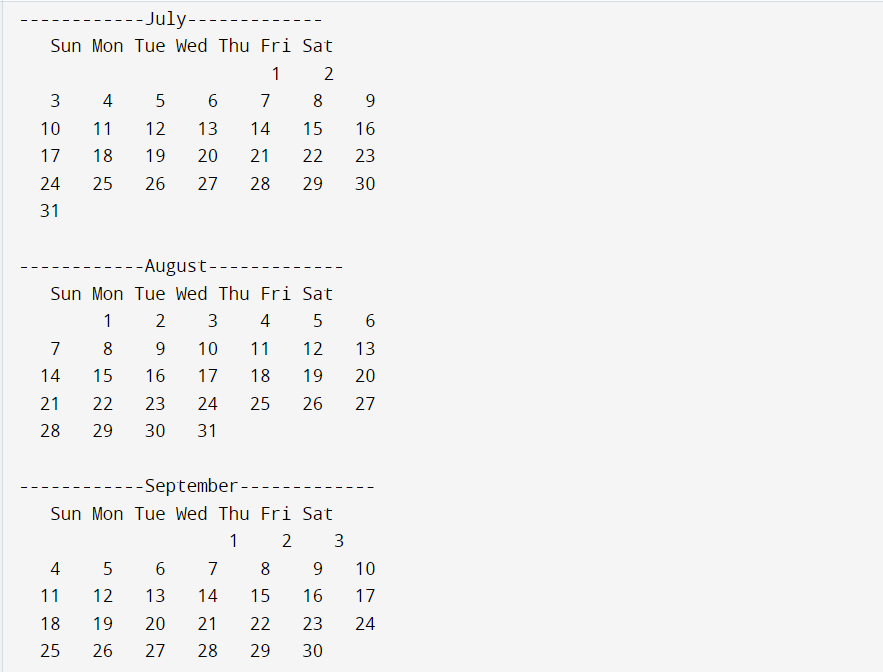 ------------July-------------
   Sun Mon Tue Wed Thu Fri Sat
                        1    2
   3    4    5    6    7    8    9
  10   11   12   13   14   15   16
  17   18   19   20   21   22   23
  24   25   26   27   28   29   30
  31
------------August-------------
   Sun Mon Tue Wed Thu Fri Sat
        1    2    3    4    5    6
   7    8    9   10   11   12   13
  14   15   16   17   18   19   20
  21   22   23   24   25   26   27
  28   29   30   31
------------September-------------
   Sun Mon Tue Wed Thu Fri Sat
                    1    2    3
   4    5    6    7    8    9   10
  11   12   13   14   15   16   17
  18   19   20   21   22   23   24
  25   26   27   28   29   30